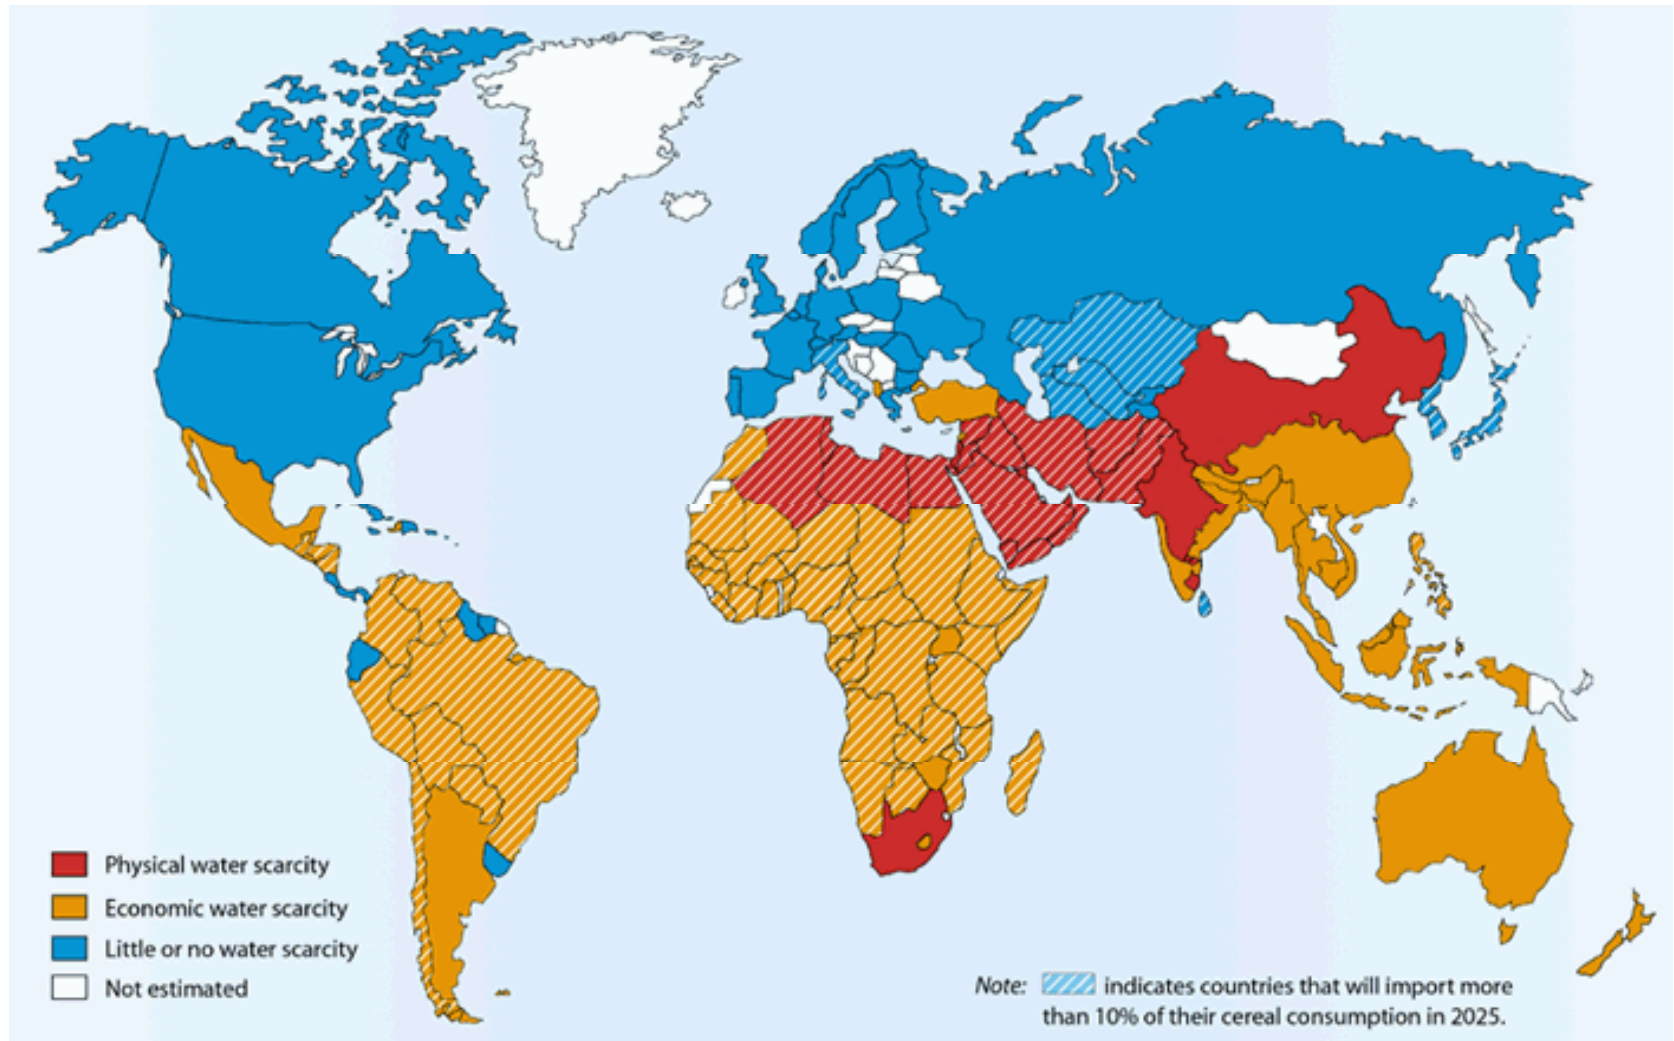 Physical water scarcity
Economic water scarcity
Little or no water scarcity
Not estimated
Note: indicates countries that will import more
than 10% of their cereal consumption in 2025.